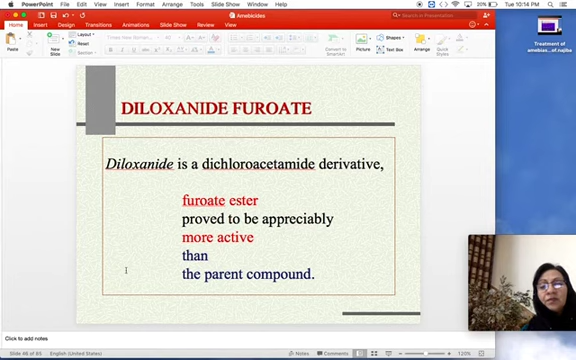 PowerPoint File Edit View Insert Format Arrange Tools Slide Show Window Help
20% Tue 10:14 PM
Amebicides
Search in Presentation
Home Insert Design Transitions Animations Slide Show Review View
Share
Paste
New Slide
Layout
Reset
Convert to SmartArt
Picture
Shapes
Text Box
Arrange
Quick Styles
Treatment of
amebias...of.najiba
DILOXANIDE FUROATE
Diloxanide is a dichloroacetamide derivative,
furoate ester
proved to be appreciably
more active
than
the parent compound.
Click to add notes
English (United States)
Notes
Comments
120%